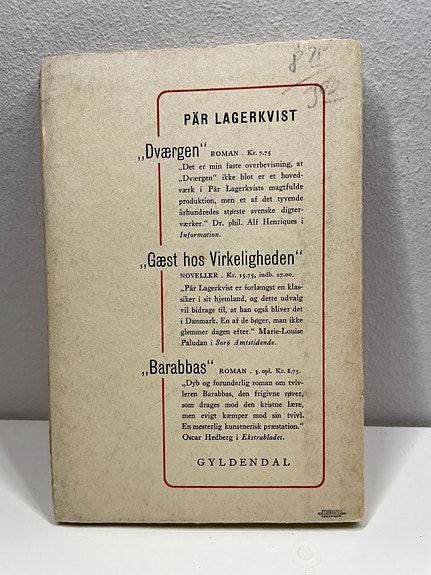 PÄR LAGERKVIST
„Dværgen“ ROMAN . Kr. 7.75
„Det er min faste overbevisning, at
„Dværgen“ ikke blot er et hoved-
værk i Pär Lagerkvists magtfulde
produktion, men et af det tyvende
århundredes største svenske digter-
værker.“ Dr. phil. Alf Henriques i
Information.
„Gæst hos Virkeligheden“
NOVELLER . Kr. 15.75, indb. 27.00.
„Pär Lagerkvist er forlængst en klas-
siker i sit hjemland, og dette udvalg
vil bidrage til, at han også bliver det
i Danmark. En af de bøger, man ikke
glemmer dagen efter.“ Marie-Louise
Paludan i Sorø Amtstidende.
„Barabbas“ ROMAN . 3. opl. Kr. 8.75.
„Dyb og forunderlig roman om tviv-
leren Barabbas, den frigivne røver,
som drages mod den kristne lære,
men evigt kæmper mod sin tvivl.
En mesterlig kunstnerisk præstation.“
Oscar Hedberg i Ekstrabladet.
GYLDENDAL